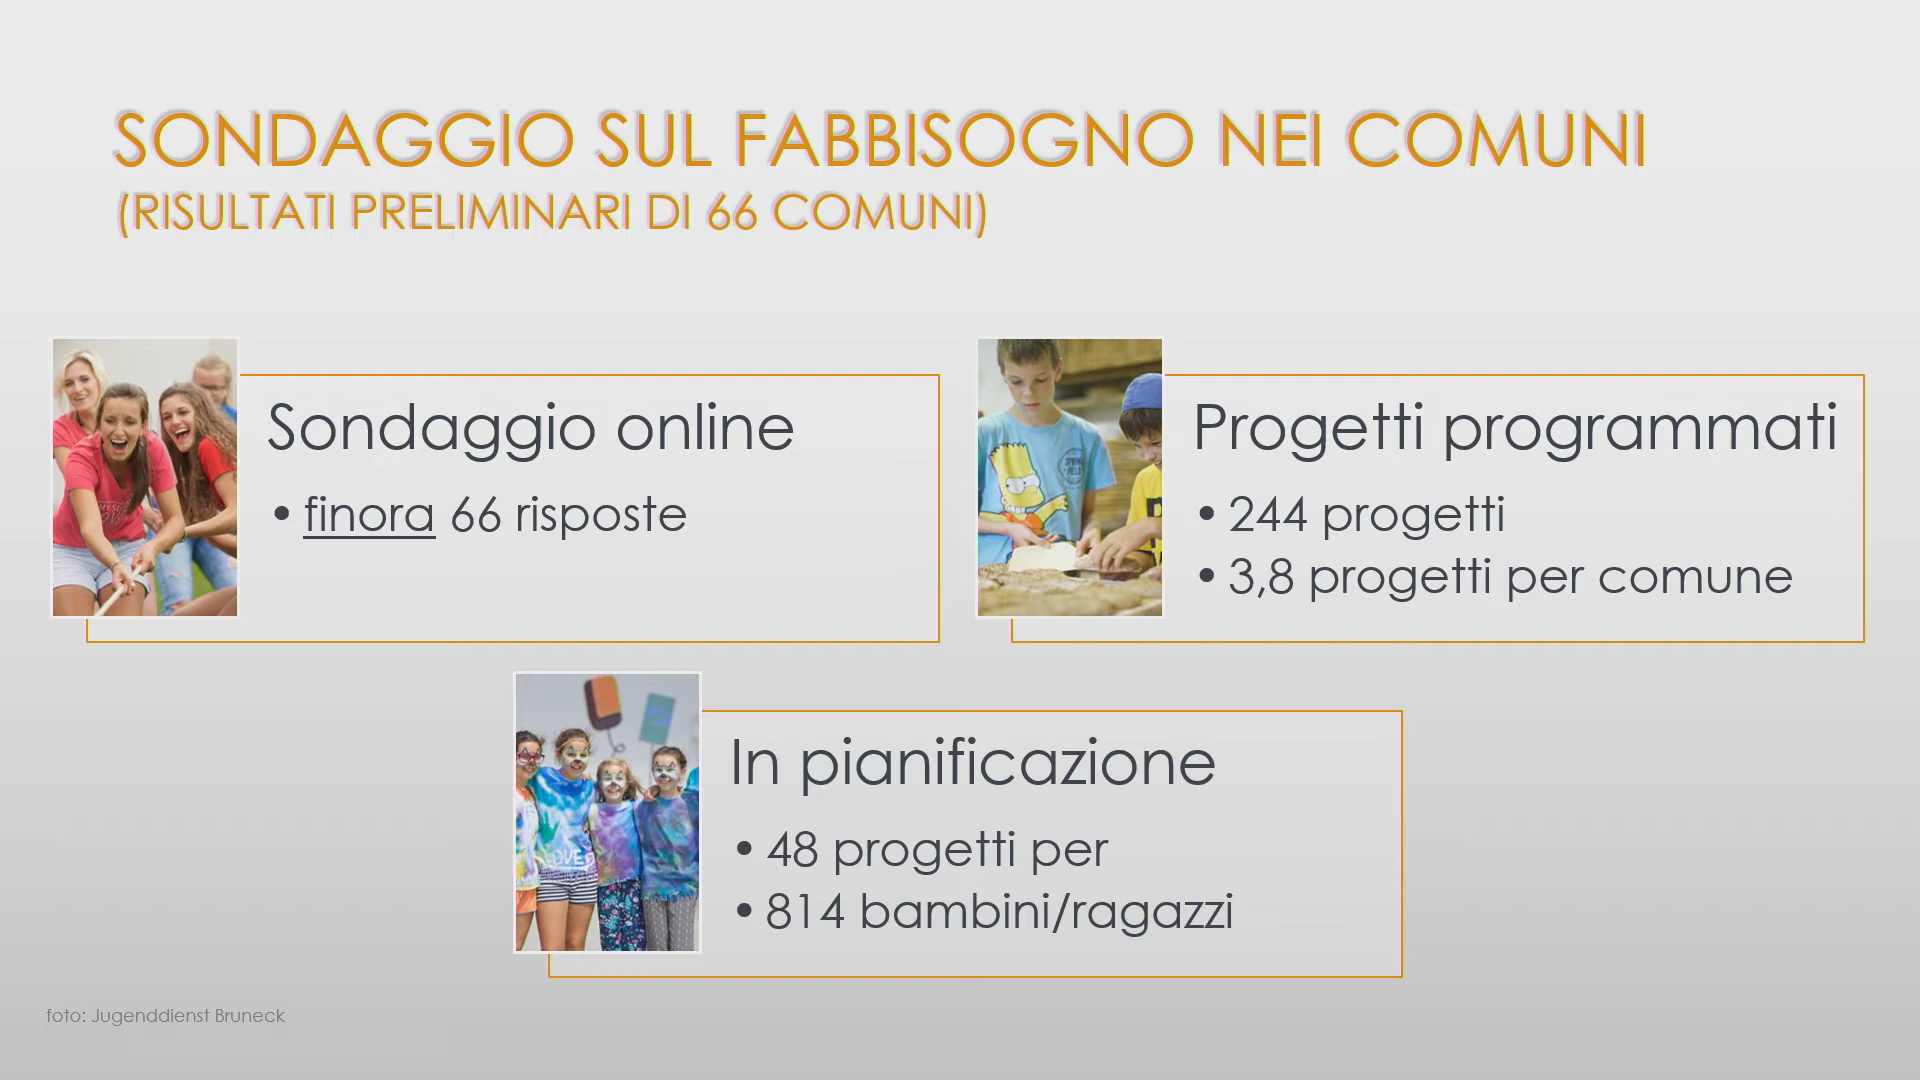 SONDAGGIO SUL FABBISOGNO NEI COMUNI
(RISULTATI PRELIMINARI DI 66 COMUNI)
Sondaggio online
• finora 66 risposte
Progetti programmati
• 244 progetti
• 3,8 progetti per comune
In pianificazione
• 48 progetti per
• 814 bambini/ragazzi
foto: Jugenddienst Bruneck